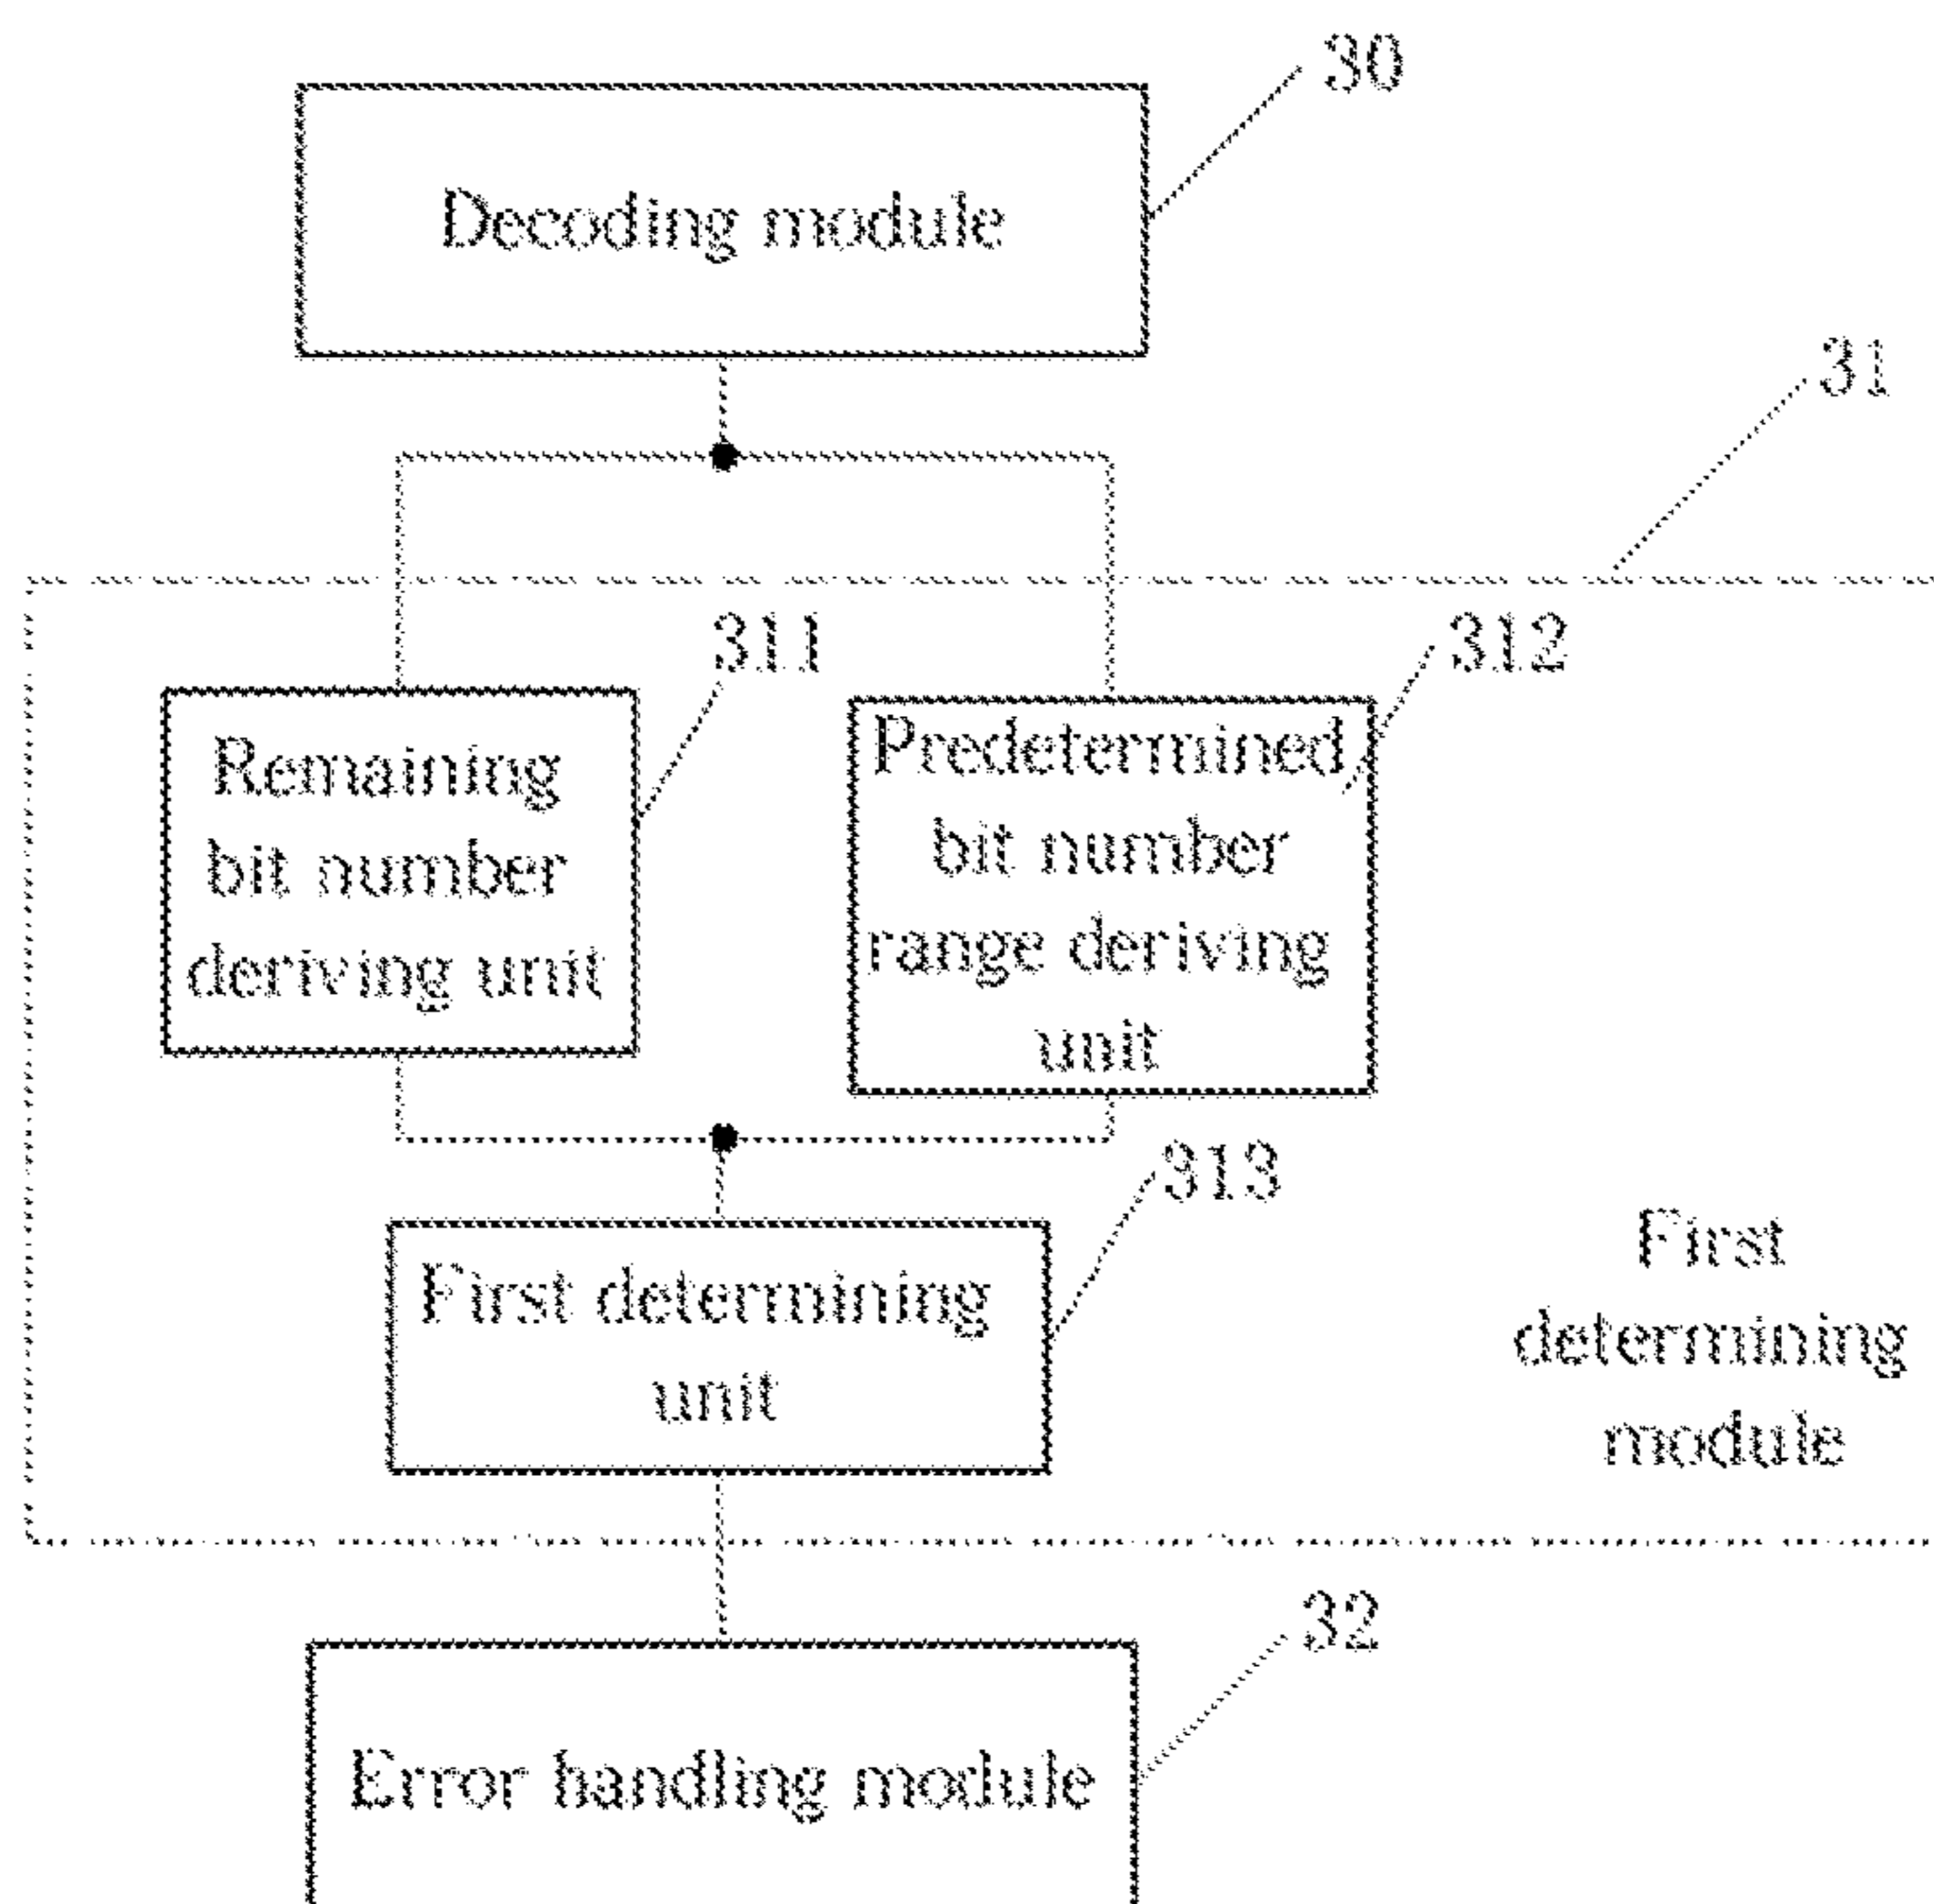 30
Decoding module
31
311
312
Remaining
bit number
deriving unit
Predetermined
bit number
range deriving
unit
313
First determining
unit
First
determining
module
32
Error handling module